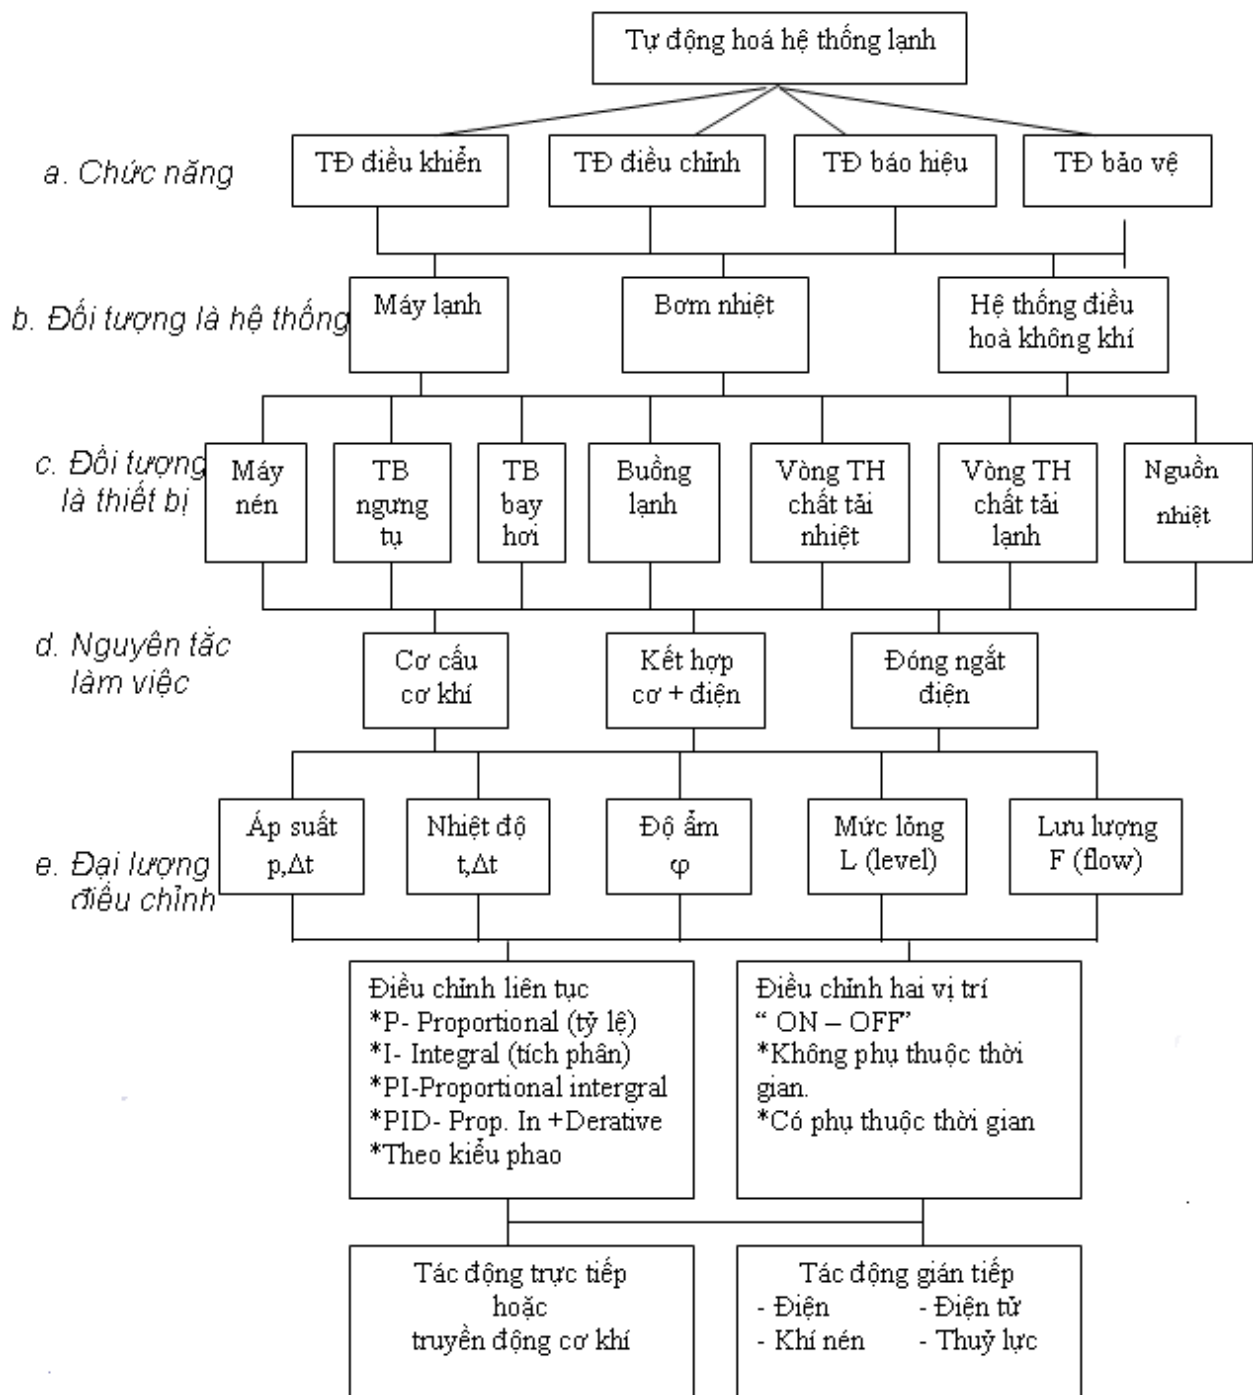 Tự động hoá hệ thống lạnh
a. Chức năng
TĐ điều khiển
TĐ điều chỉnh
TĐ báo hiệu
TĐ bảo vệ
b. Đối tượng là hệ thống
Máy lạnh
Bơm nhiệt
Hệ thống điều
hoà không khí
c. Đối tượng
là thiết bị
Máy
nén
TB
ngưng
tụ
TB
bay
hơi
Buồng
lạnh
Vòng TH
chất tải
nhiệt
Vòng TH
chất tải
lạnh
Nguồn
nhiệt
d. Nguyên tắc
làm việc
Cơ cấu
cơ khí
Kết hợp
cơ + điện
Đóng ngắt
điện
e. Đại lượng
điều chỉnh
Áp suất
p,Δt
Nhiệt độ
t,Δt
Độ ẩm
φ
Mức lỏng
L (level)
Lưu lượng
F (flow)
Điều chỉnh liên tục
*P- Proportional (tỷ lệ)
*I- Integral (tích phân)
*PI-Proportional intergral
*PID- Prop. In +Derative
*Theo kiểu phao
Điều chỉnh hai vị trí
“ ON – OFF”
*Không phụ thuộc thời
gian.
*Có phụ thuộc thời gian
Tác động trực tiếp
hoặc
truyền động cơ khí
Tác động gián tiếp
- Điện - Điện tử
- Khí nén - Thuỷ lực